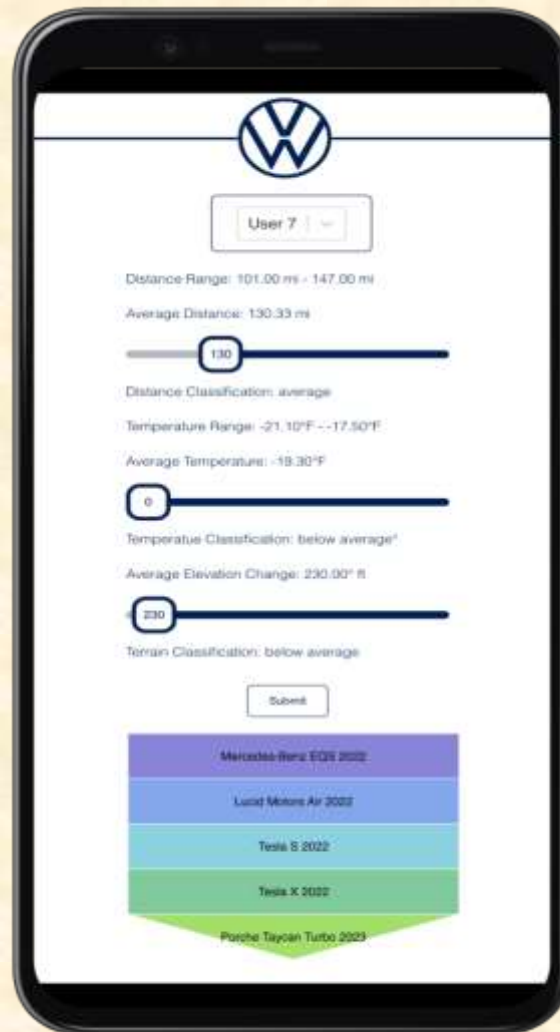 User 7
Distance Range: 101.00 mi - 147.00 mi
Average Distance: 130.33 mi
130
Distance Classification: average
Temperature Range: -21.10°F - -17.50°F
Average Temperature: -19.30°F
0
Temperatue Classification: below average*
Average Elevation Change: 230.00* ft
230
Terrain Classification: below average
Submit
Mercedes-Benz EQS 2022
Lucid Motors Air 2022
Tesla S 2022
Tesla X 2022
Porche Taycan Turbo 2023